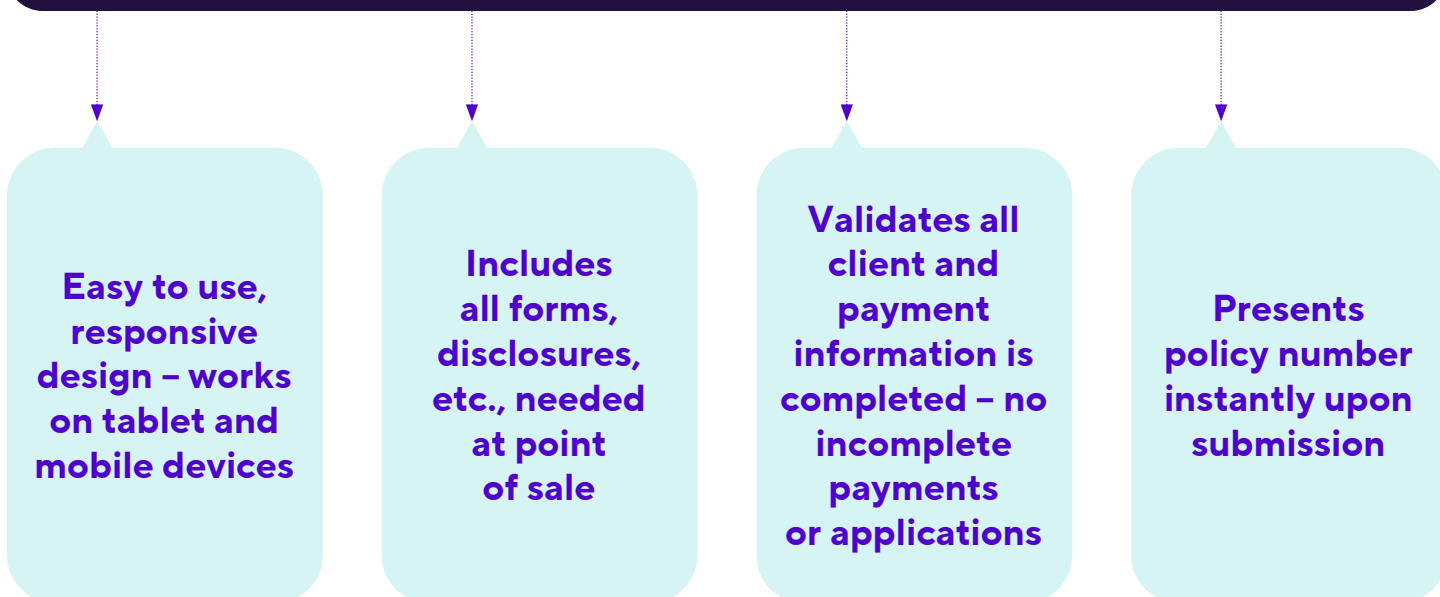 Easy to use,
responsive
design – works
on tablet and
mobile devices
Includes
all forms,
disclosures,
etc., needed
at point
of sale
Validates all
client and
payment
information is
completed – no
incomplete
payments
or applications
Presents
policy number
instantly upon
submission